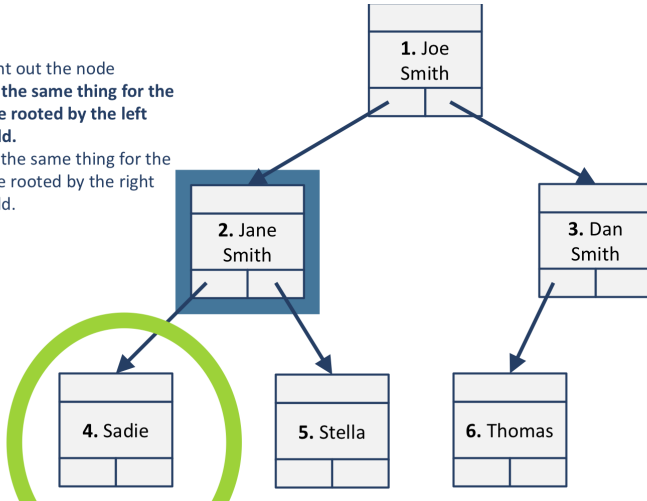 nt out the node
the same thing for the
e rooted by the left
ld.
the same thing for the
e rooted by the right
ld.
1. Joe
Smith
2. Jane
Smith
3. Dan
Smith
4. Sadie
5. Stella
6. Thomas